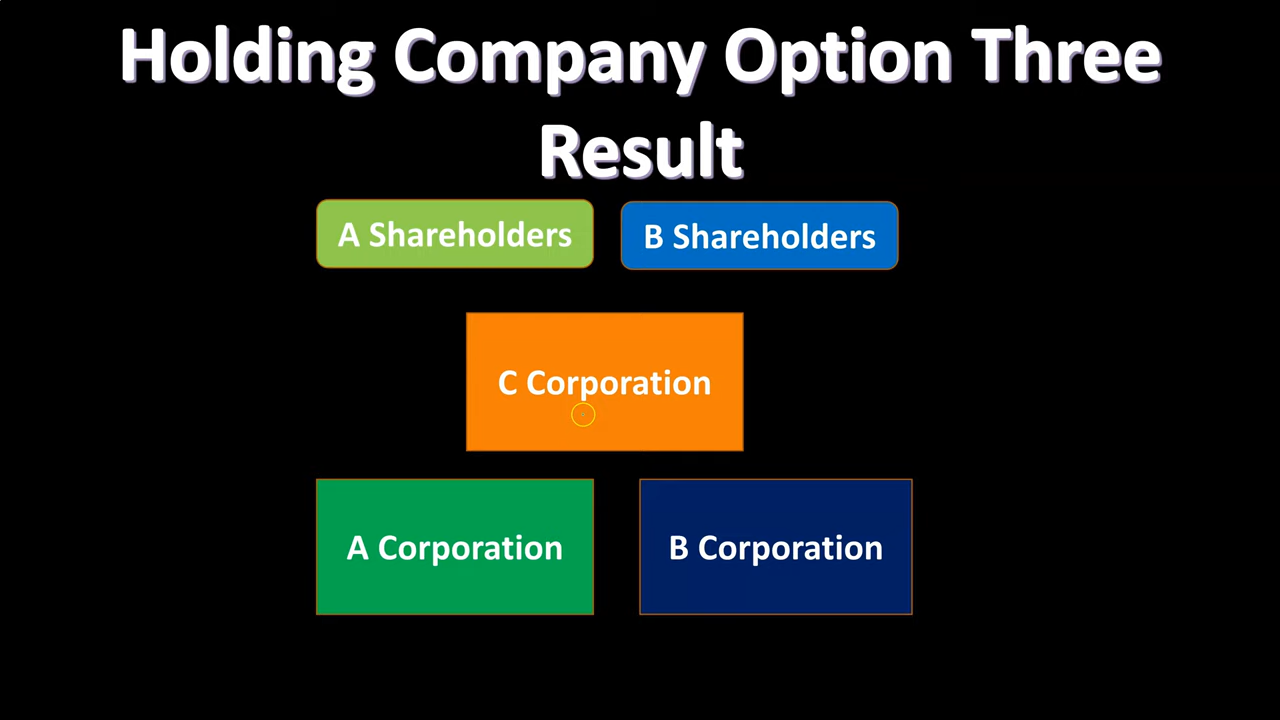 Holding Company Option Three
Result
A Shareholders
B Shareholders
C Corporation
A Corporation
B Corporation